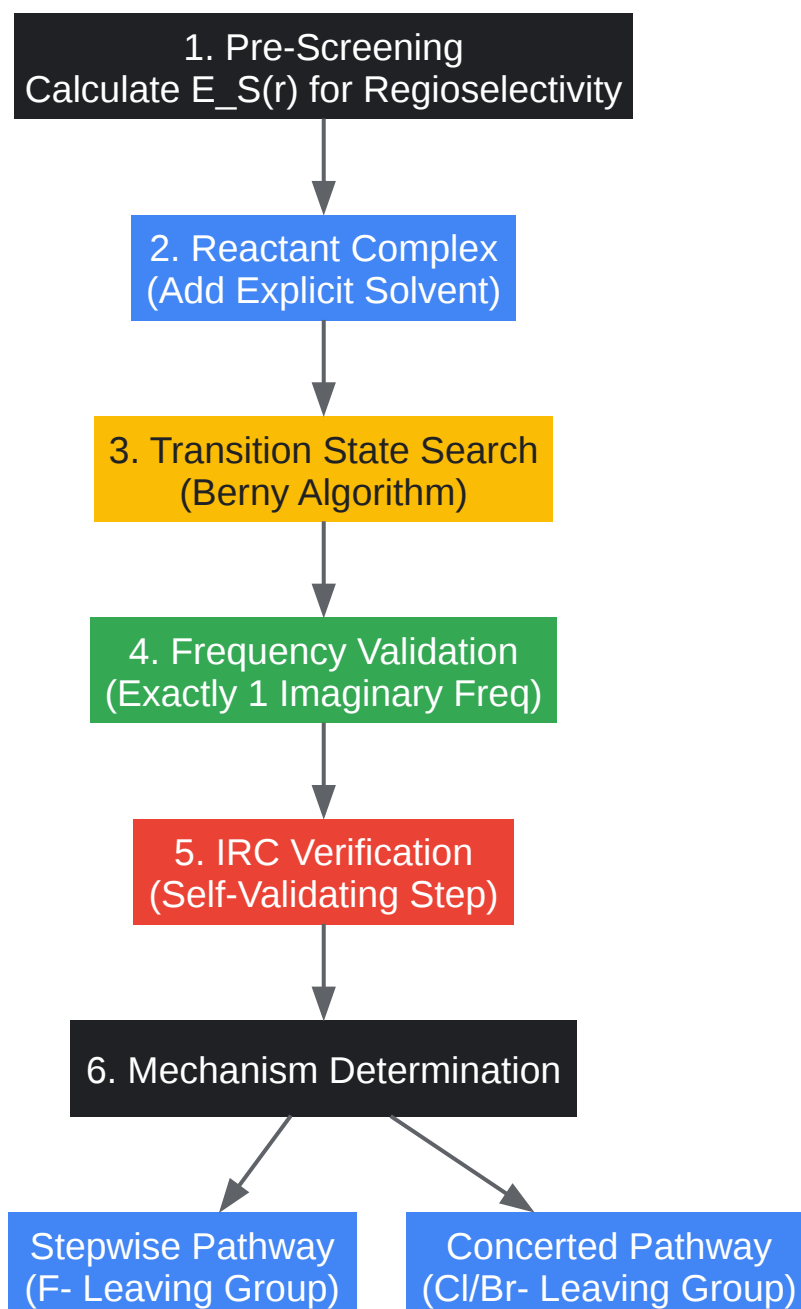 1. Pre-Screening
Calculate E_S(r) for Regioselectivity
2. Reactant Complex
(Add Explicit Solvent)
3. Transition State Search
(Berny Algorithm)
4. Frequency Validation
(Exactly 1 Imaginary Freq)
5. IRC Verification
(Self-Validating Step)
6. Mechanism Determination
Stepwise Pathway
(F- Leaving Group)
Concerted Pathway
(Cl/Br- Leaving Group)